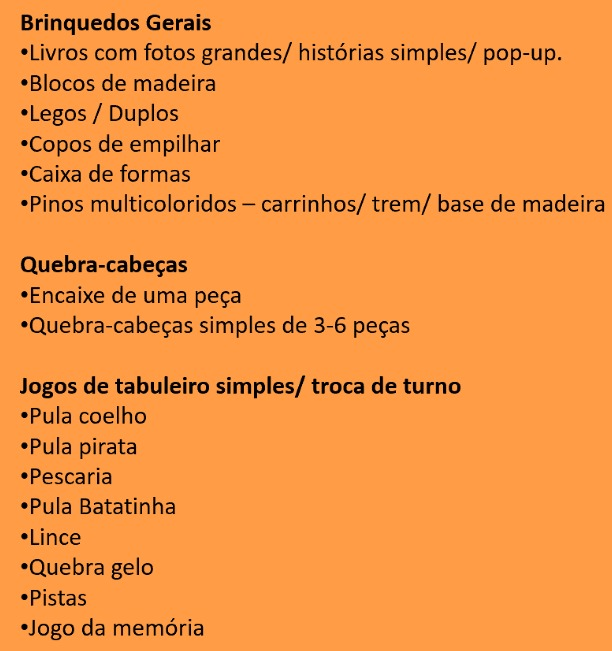 Brinquedos Gerais
•Livros com fotos grandes/ histórias simples/ pop-up.
•Blocos de madeira
•Legos / Duplos
•Copos de empilhar
•Caixa de formas
•Pinos multicoloridos – carrinhos/ trem/ base de madeira
Quebra-cabeças
•Encaixe de uma peça
•Quebra-cabeças simples de 3-6 peças
Jogos de tabuleiro simples/ troca de turno
•Pula coelho
•Pula pirata
•Pescaria
•Pula Batatinha
•Lince
•Quebra gelo
•Pistas
•Jogo da memória